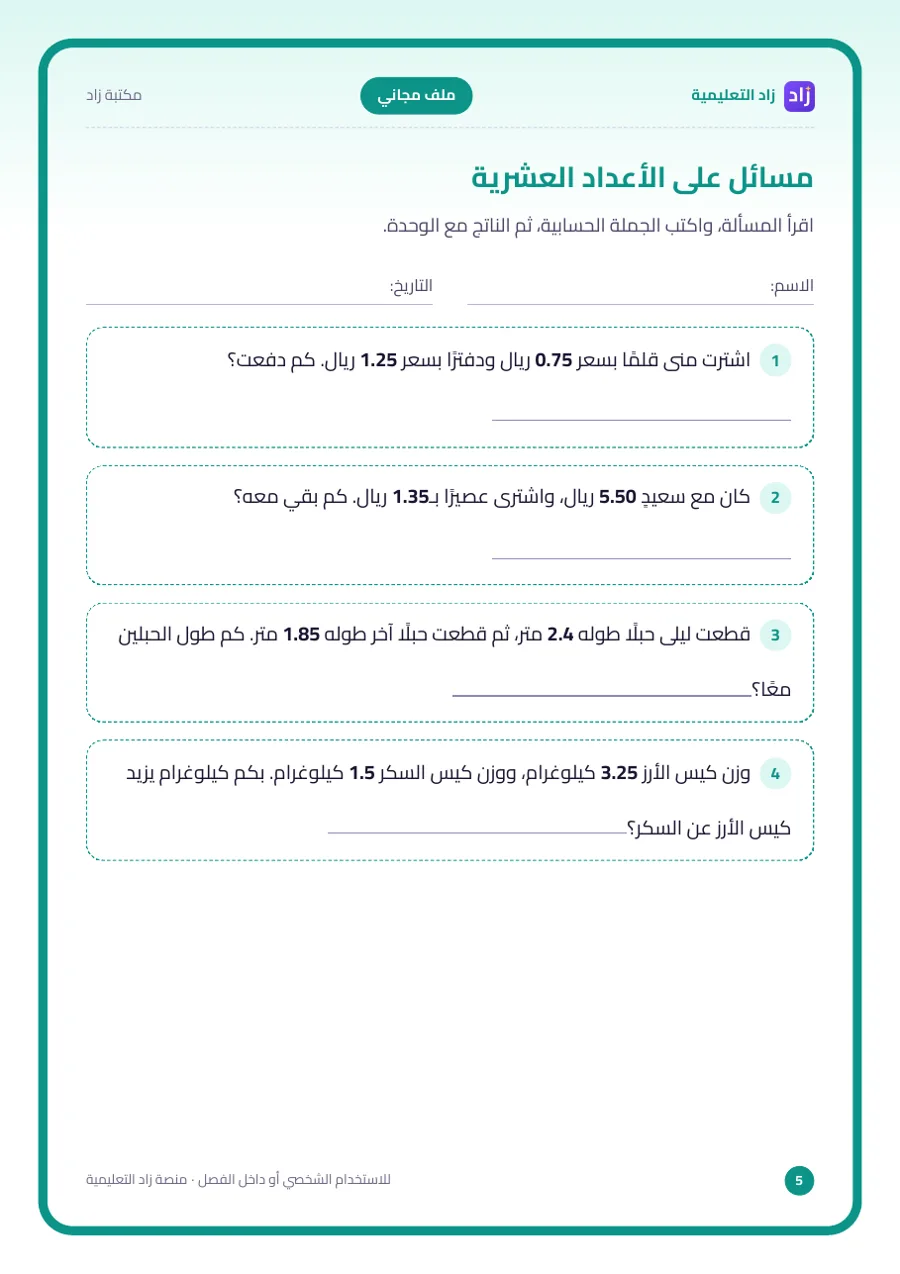 زاد زاد التعليمية
ملف مجاني
مكتبة زاد
مسائل على الأعداد العشرية
اقرأ المسألة، واكتب الجملة الحسابية، ثم الناتج مع الوحدة.
الاسم:
التاريخ:
1 اشترت منى قلمًا بسعر 0.75 ريال ودفترًا بسعر 1.25 ريال. كم دفعت؟
2 كان مع سعيدٍ 5.50 ريال، واشترى عصيرًا بـ1.35 ريال. كم بقي معه؟
3 قطعت ليلى حبلًا طوله 2.4 متر، ثم قطعت حبلًا آخر طوله 1.85 متر. كم طول الحبلين
معًا؟
4 وزن كيس الأرز 3.25 كيلوغرام، ووزن كيس السكر 1.5 كيلوغرام. بكم كيلوغرام يزيد
كيس الأرز عن السكر؟
5
للاستخدام الشخصي أو داخل الفصل · منصة زاد التعليمية